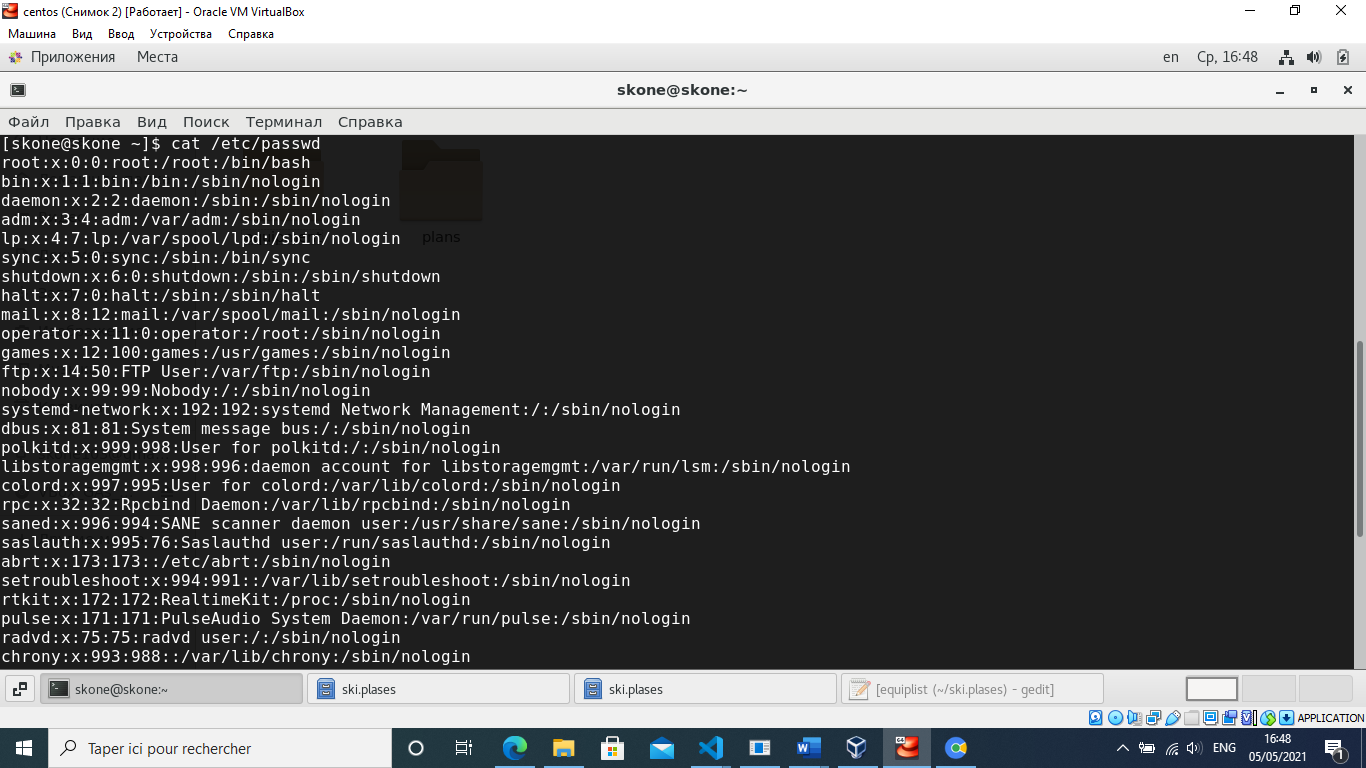 centos (Снимок 2) [Работает] - Oracle VM VirtualBox
Машина Вид Ввод Устройства Справка
Приложения Места en Ср, 16:48
skone@skone:~
Файл Правка Вид Поиск Терминал Справка
[skone@skone ~]$ cat /etc/passwd
root:x:0:0:root:/root:/bin/bash
bin:x:1:1:bin:/bin:/sbin/nologin
daemon:x:2:2:daemon:/sbin:/sbin/nologin
adm:x:3:4:adm:/var/adm:/sbin/nologin
lp:x:4:7:lp:/var/spool/lpd:/sbin/nologin
plans
sync:x:5:0:sync:/sbin:/bin/sync
shutdown:x:6:0:shutdown:/sbin:/sbin/shutdown
halt:x:7:0:halt:/sbin:/sbin/halt
mail:x:8:12:mail:/var/spool/mail:/sbin/nologin
operator:x:11:0:operator:/root:/sbin/nologin
games:x:12:100:games:/usr/games:/sbin/nologin
ftp:x:14:50:FTP User:/var/ftp:/sbin/nologin
nobody:x:99:99:Nobody:/:/sbin/nologin
systemd-network:x:192:192:systemd Network Management:/:/sbin/nologin
dbus:x:81:81:System message bus:/:/sbin/nologin
polkitd:x:999:998:User for polkitd:/:/sbin/nologin
libstoragemgmt:x:998:996:daemon account for libstoragemgmt:/var/run/lsm:/sbin/nologin
colord:x:997:995:User for colord:/var/lib/colord:/sbin/nologin
rpc:x:32:32:Rpcbind Daemon:/var/lib/rpcbind:/sbin/nologin
saned:x:996:994:SANE scanner daemon user:/usr/share/sane:/sbin/nologin
saslauth:x:995:76:Saslauthd user:/run/saslauthd:/sbin/nologin
abrt:x:173:173::/etc/abrt:/sbin/nologin
setroubleshoot:x:994:991::/var/lib/setroubleshoot:/sbin/nologin
rtkit:x:172:172:RealtimeKit:/proc:/sbin/nologin
pulse:x:171:171:PulseAudio System Daemon:/var/run/pulse:/sbin/nologin
radvd:x:75:75:radvd user:/:/sbin/nologin
chrony:x:993:988::/var/lib/chrony:/sbin/nologin
skone@skone:~ ski.plases ski.plases [equiplist (~/ski.plases) - gedit]
APPLICATION
Taper ici pour rechercher ENG 16:48
05/05/2021 1